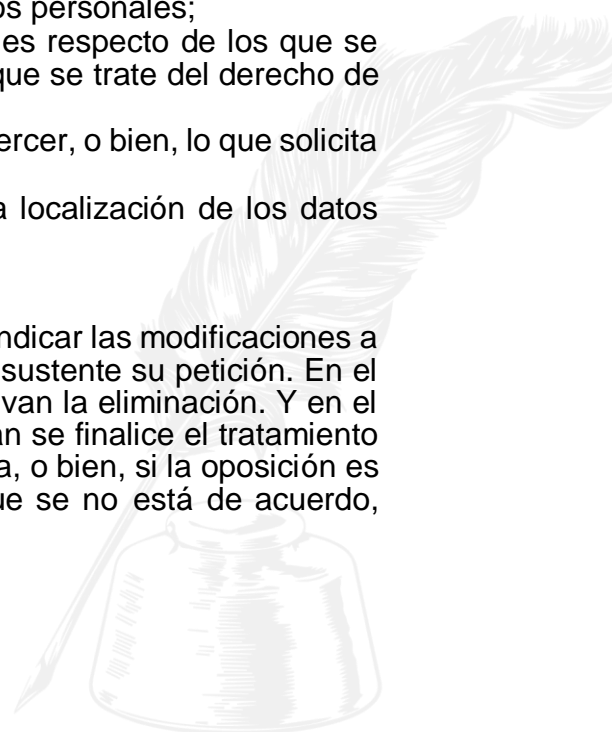 os personales;
es respecto de los que se
que se trate del derecho de
ercer, o bien, lo que solicita
a localización de los datos
ndicar las modificaciones a
sustente su petición. En el
van la eliminación. Y en el
an se finalice el tratamiento
a, o bien, si la oposición es
ue se no está de acuerdo,